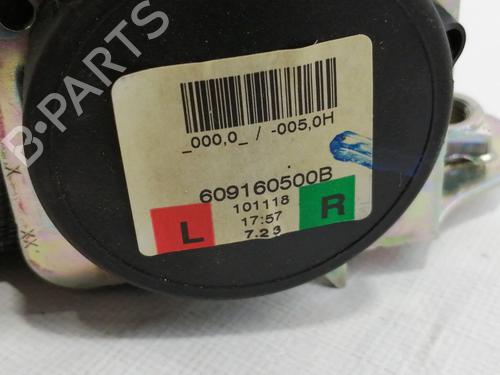 B-PARTS
_000,0_ / -005,0H
609160500B
101118
17:57
7.23
L
R